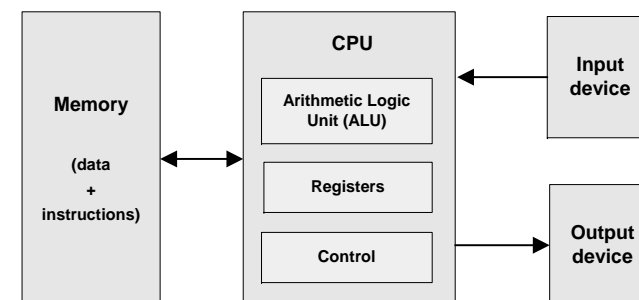 Memory
(data
+
instructions)
CPU
Arithmetic Logic
Unit (ALU)
Registers
Control
Input
device
Output
device